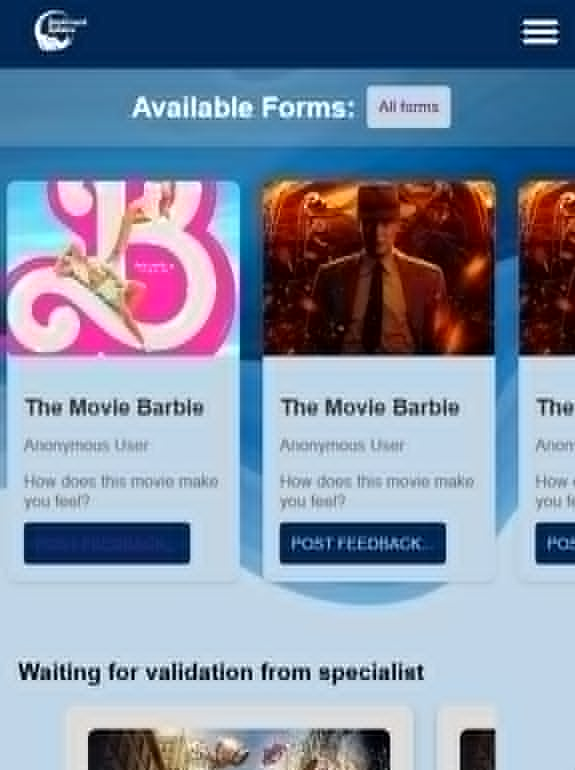 Available Forms:
All forms
The Movie Barbie
Anonymous User
How does this movie make
you feel?
POST FEEDBACK...
The Movie Barbie
Anonymous User
How does this movie make
you feel?
POST FEEDBACK...
The
Anon
How
you fe
POS
Waiting for validation from specialist